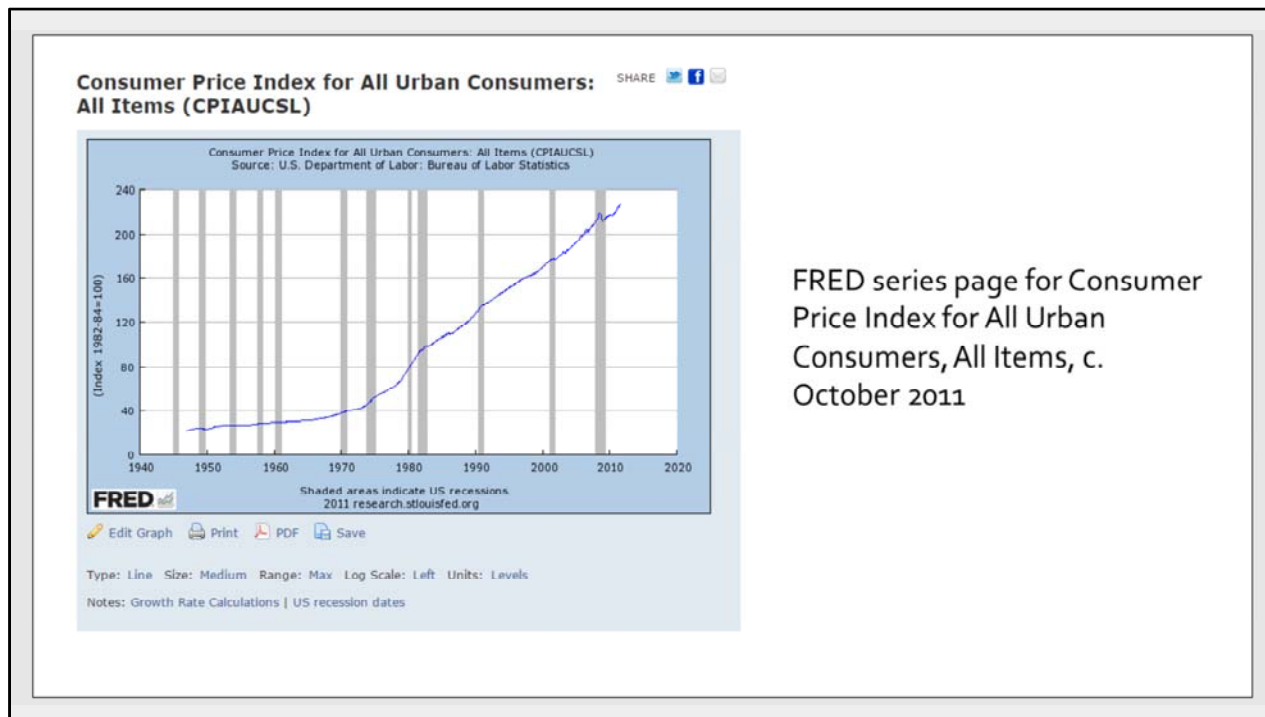 Consumer Price Index for All Urban Consumers:
All Items (CPIAUCSL)
SHARE
Consumer Price Index for All Urban Consumers: All Items (CPIAUCSL)
Source: U.S. Department of Labor: Bureau of Labor Statistics
(Index 1982-84=100)
240
200
160
120
80
40
0
1940 1950 1960 1970 1980 1990 2000 2010 2020
Shaded areas indicate US recessions.
2011 research.stlouisfed.org
FRED
Edit Graph Print PDF Save
Type: Line Size: Medium Range: Max Log Scale: Left Units: Levels
Notes: Growth Rate Calculations | US recession dates
FRED series page for Consumer
Price Index for All Urban
Consumers, All Items, c.
October 2011